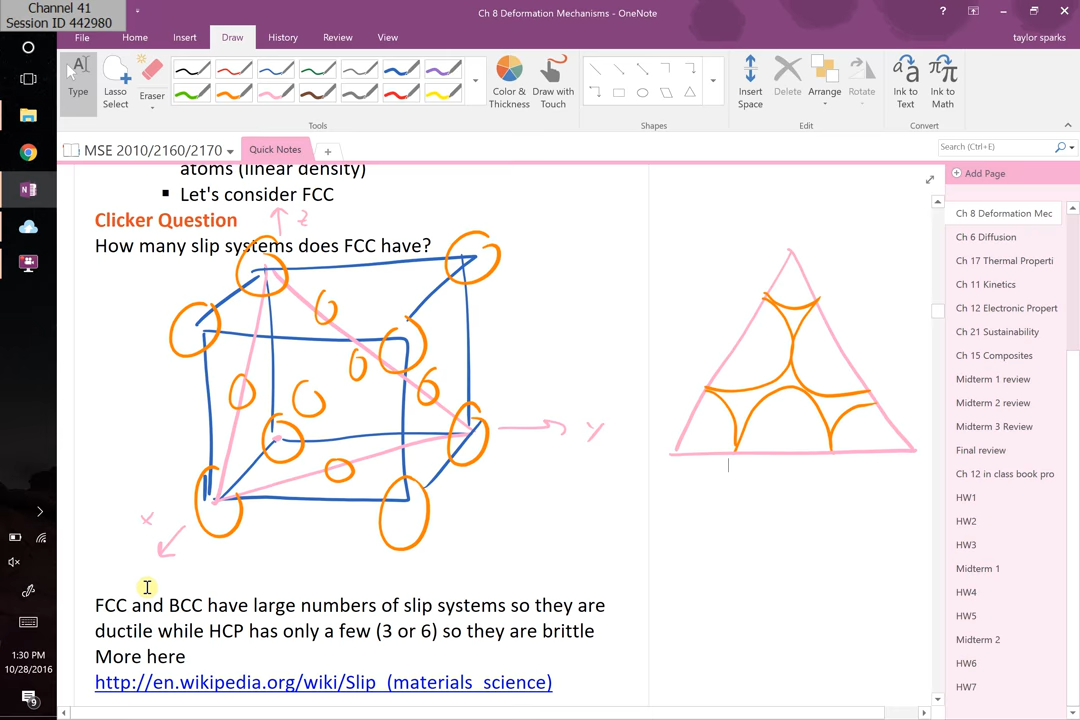 Channel 41
Session ID 442980
Ch 8 Deformation Mechanisms - OneNote
?
taylor sparks
File
Home
Insert
Draw
History
Review
View
Type
Lasso
Select
Eraser
Color &
Thickness
Draw with
Touch
Insert
Space
Delete
Arrange
Rotate
Ink to
Text
Ink to
Math
Tools
Shapes
Edit
Convert
MSE 2010/2160/2170
Quick Notes
+
Search (Ctrl+E)
Add Page
atoms (linear density)
▪ Let's consider FCC
Clicker Question
How many slip systems does FCC have?
z
y
x
FCC and BCC have large numbers of slip systems so they are
ductile while HCP has only a few (3 or 6) so they are brittle
More here
http://en.wikipedia.org/wiki/Slip_(materials_science)
Ch 8 Deformation Mec
Ch 6 Diffusion
Ch 17 Thermal Properti
Ch 11 Kinetics
Ch 12 Electronic Propert
Ch 21 Sustainability
Ch 15 Composites
Midterm 1 review
Midterm 2 review
Midterm 3 Review
Final review
Ch 12 in class book pro
HW1
HW2
HW3
Midterm 1
HW4
HW5
Midterm 2
HW6
HW7
1:30 PM
10/28/2016
9